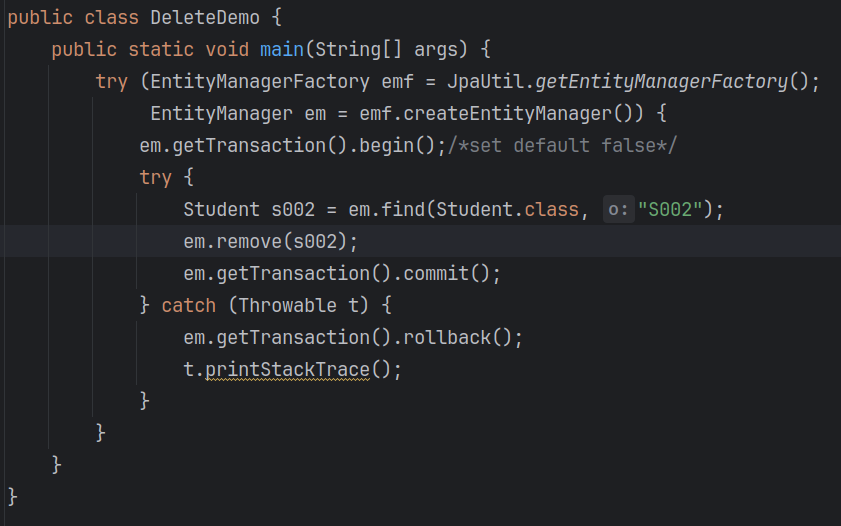 public class DeleteDemo {
public static void main(String[] args) {
try (EntityManagerFactory emf = JpaUtil.getEntityManagerFactory();
EntityManager em = emf.createEntityManager()) {
em.getTransaction().begin();/*set default false*/
try {
Student s002 = em.find(Student.class, o: "S002");
em.remove(s002);
em.getTransaction().commit();
} catch (Throwable t) {
em.getTransaction().rollback();
t.printStackTrace();
}
}
}
}